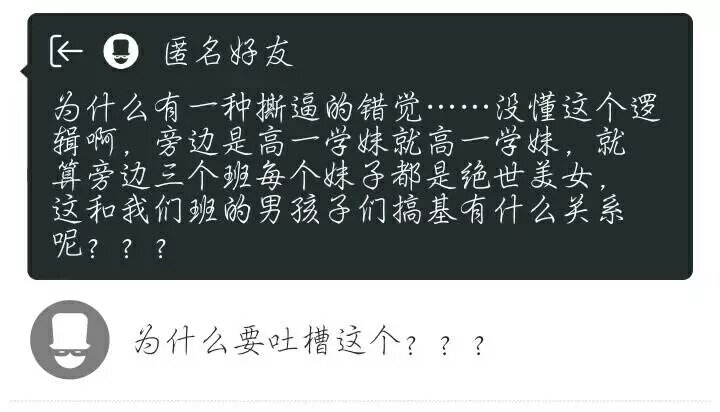 匿名好友
为什么有一种撕逼的错觉……没懂这个逻
辑啊，旁边是高一学妹就高一学妹，就
算旁边三个班每个妹子都是绝世美女，
这和我们班的男孩子们搞基有什么关系
呢？？？
为什么要吐槽这个？？？